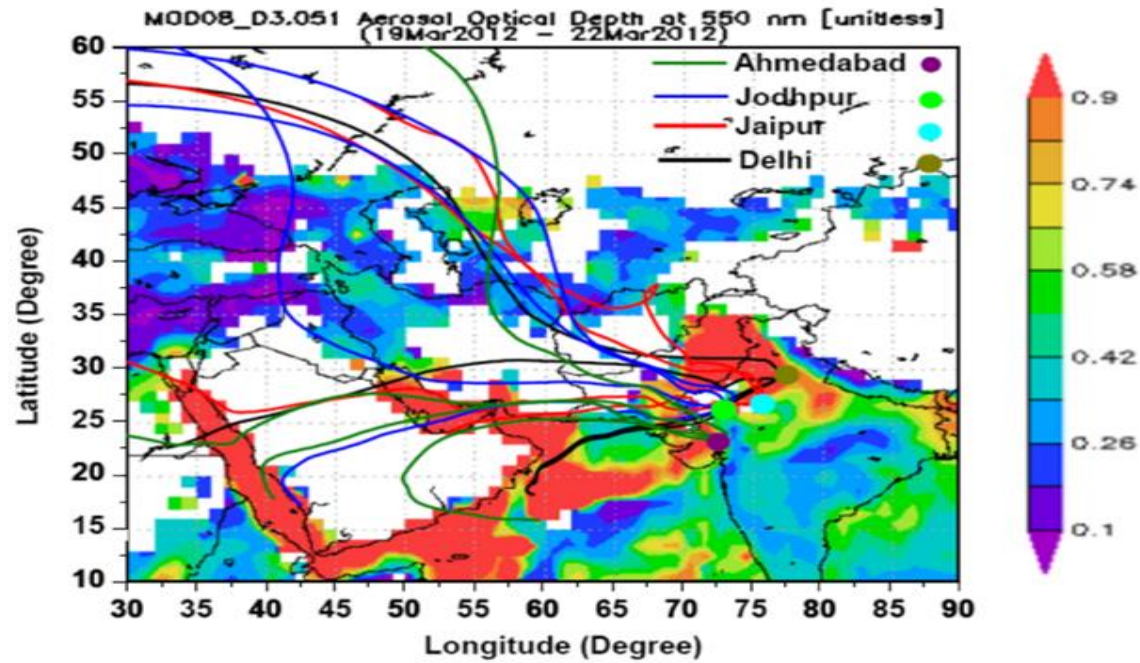 MOD08_D3.051 Aerosol Optical Depth at 550 nm [unitless]
(19Mar2012 - 22Mar2012)
Ahmedabad
Jodhpur
Jaipur
Delhi
60
55
50
45
40
35
30
25
20
15
10
Latitude (Degree)
30 35 40 45 50 55 60 65 70 75 80 85 90
Longitude (Degree)
0.9
0.74
0.58
0.42
0.26
0.1